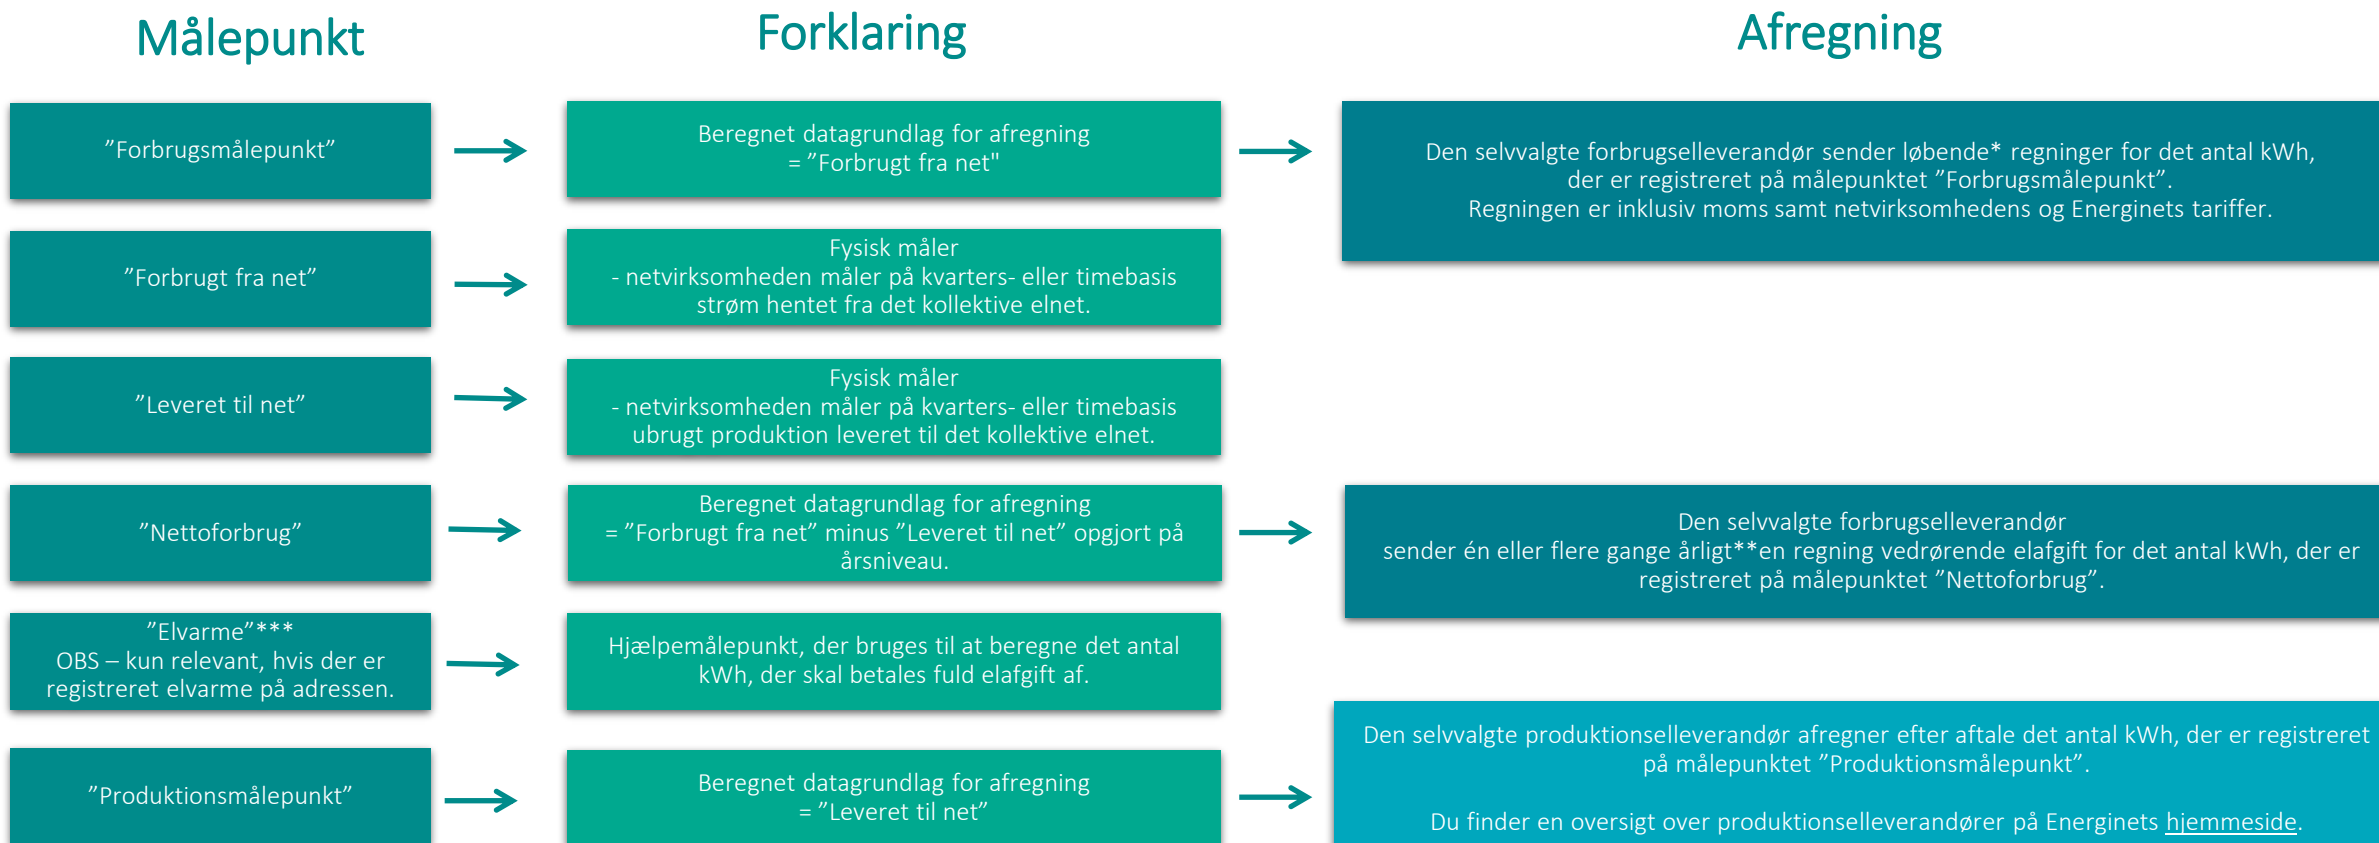 Målepunkt
Forklaring
Afregning
”Forbrugsmålepunkt”
Beregnet datagrundlag for afregning
= ”Forbrugt fra net"
Den selvvalgte forbrugselleverandør sender løbende* regninger for det antal kWh,
der er registreret på målepunktet ”Forbrugsmålepunkt”.
Regningen er inklusiv moms samt netvirksomhedens og Energinets tariffer.
”Forbrugt fra net”
Fysisk måler
- netvirksomheden måler på kvarters- eller timebasis
strøm hentet fra det kollektive elnet.
”Leveret til net”
Fysisk måler
- netvirksomheden måler på kvarters- eller timebasis
ubrugt produktion leveret til det kollektive elnet.
”Nettoforbrug”
Beregnet datagrundlag for afregning
= ”Forbrugt fra net” minus ”Leveret til net” opgjort på
årsniveau.
Den selvvalgte forbrugselleverandør
sender én eller flere gange årligt**en regning vedrørende elafgift for det antal kWh, der er
registreret på målepunktet ”Nettoforbrug”.
”Elvarme”***
OBS – kun relevant, hvis der er
registreret elvarme på adressen.
Hjælpemålepunkt, der bruges til at beregne det antal
kWh, der skal betales fuld elafgift af.
”Produktionsmålepunkt”
Beregnet datagrundlag for afregning
= ”Leveret til net”
Den selvvalgte produktionselleverandør afregner efter aftale det antal kWh, der er registreret
på målepunktet ”Produktionsmålepunkt”.
Du finder en oversigt over produktionselleverandører på Energinets hjemmeside.